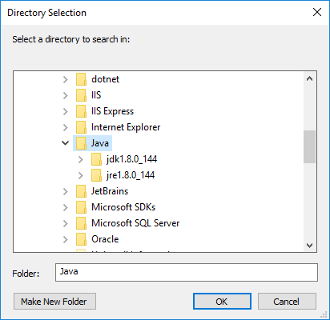 Directory Selection
Select a directory to search in:
dotnet
IIS
IIS Express
Internet Explorer
Java
jdk1.8.0_144
jre1.8.0_144
JetBrains
Microsoft SDKs
Microsoft SQL Server
Oracle
Folder:
Java
Make New Folder
OK
Cancel